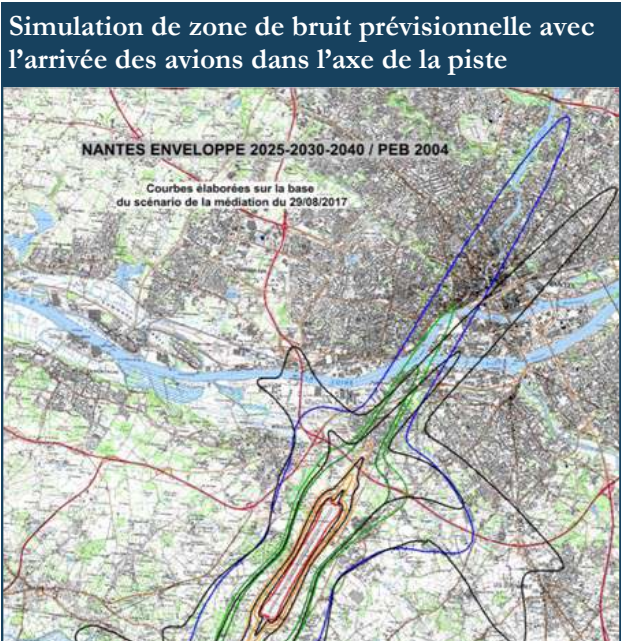 Simulation de zone de bruit prévisionnelle avec
l’arrivée des avions dans l’axe de la piste
NANTES ENVELOPPE 2025-2030-2040 / PEB 2004
Courbes élaborées sur la base
du scénario de la médiation du 29/08/2017